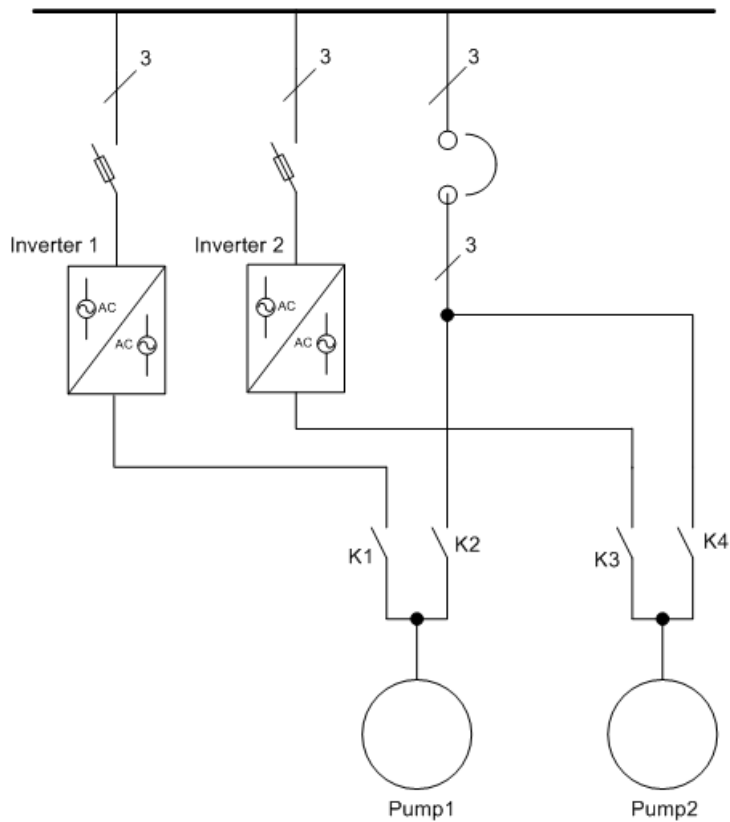 3
3
3
Inverter 1
Inverter 2
3
AC
AC
AC
AC
K1
K2
K3
K4
Pump1
Pump2